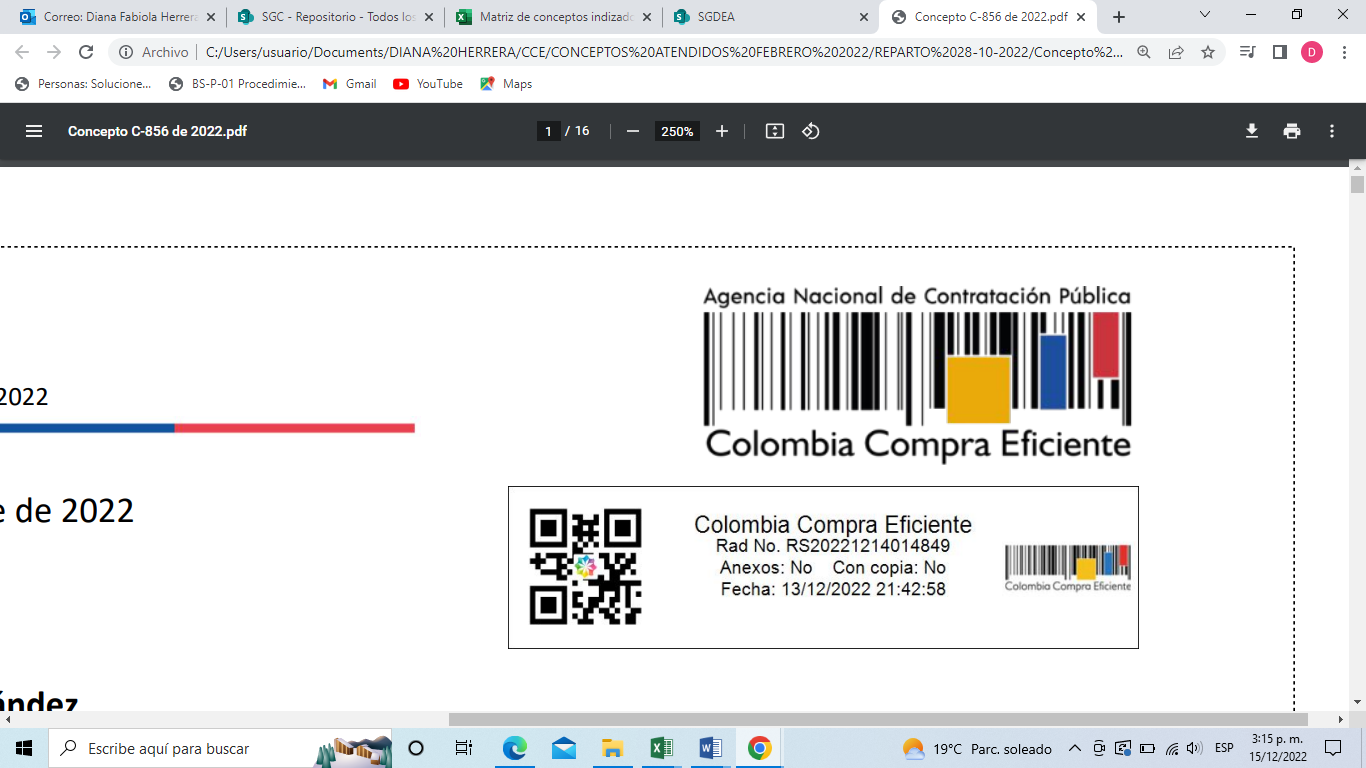 Correo: Diana Fabiola Herrera
SGC - Repositorio - Todos los
Matriz de conceptos indizado
SGDEA
Concepto C-856 de 2022.pdf
Archivo
C:/Users/usuario/Documents/DIANA%20HERRERA/CCE/CONCEPTOS%20ATENDIDOS%20FEBRERO%202022/REPARTO%2028-10-2022/Concepto%2...
D
Personas: Solucione...
BS-P-01 Procedimie...
Gmail
YouTube
Maps
Concepto C-856 de 2022.pdf
1 / 16
250%
Agencia Nacional de Contratación Pública
Colombia Compra Eficiente
2022
e de 2022
Colombia Compra Eficiente
Rad No. RS20221214014849
Anexos: No Con copia: No
Fecha: 13/12/2022 21:42:58
Colombia Compra Eficiente
ández
Escribe aquí para buscar
19°C Parc. soleado
ESP
3:15 p. m.
15/12/2022